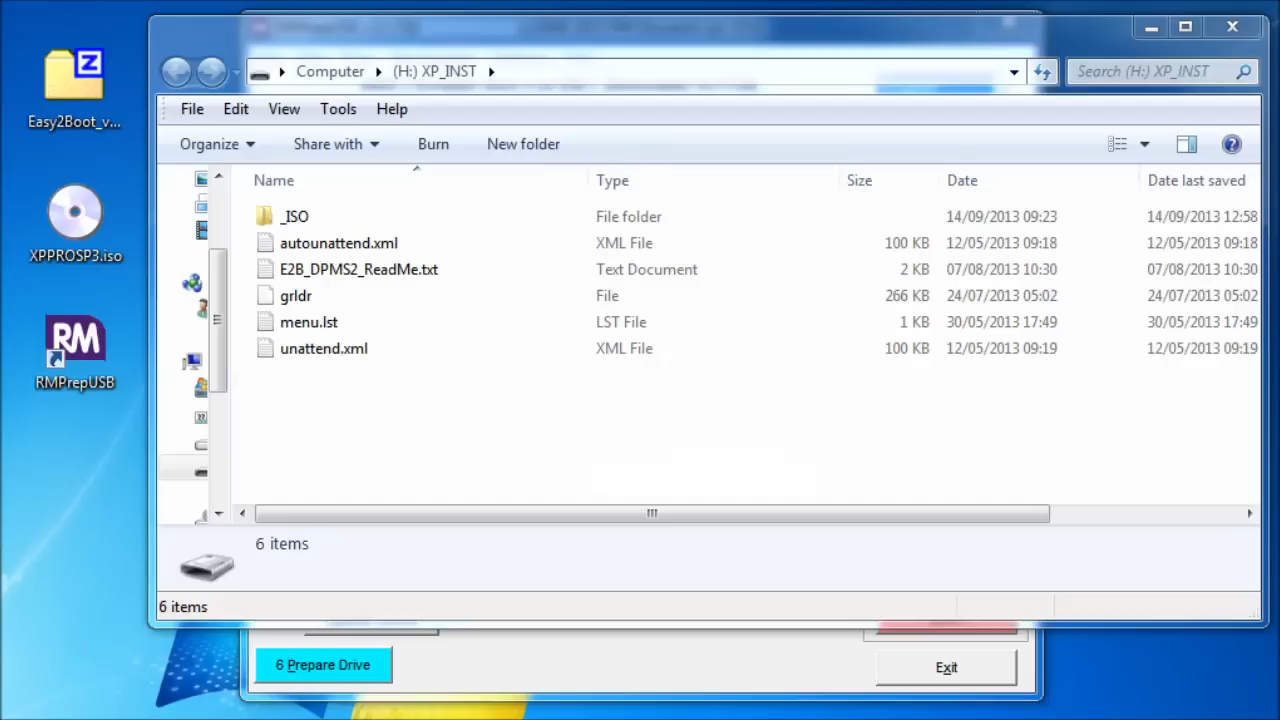 Computer (H:) XP_INST
Search (H:) XP_INST
File Edit View Tools Help
Organize Share with Burn New folder
Name Type Size Date Date last saved
_ISO File folder 14/09/2013 09:23 14/09/2013 12:58
autounattend.xml XML File 100 KB 12/05/2013 09:18 12/05/2013 09:18
E2B_DPMS2_ReadMe.txt Text Document 2 KB 07/08/2013 10:30 07/08/2013 10:30
grldr File 266 KB 24/07/2013 05:02 24/07/2013 05:02
menu.lst LST File 1 KB 30/05/2013 17:49 30/05/2013 17:49
unattend.xml XML File 100 KB 12/05/2013 09:19 12/05/2013 09:19
6 items
6 items
6 Prepare Drive
Exit
Easy2Boot_v...
XPPROSP3.iso
RM
RMPrepUSB